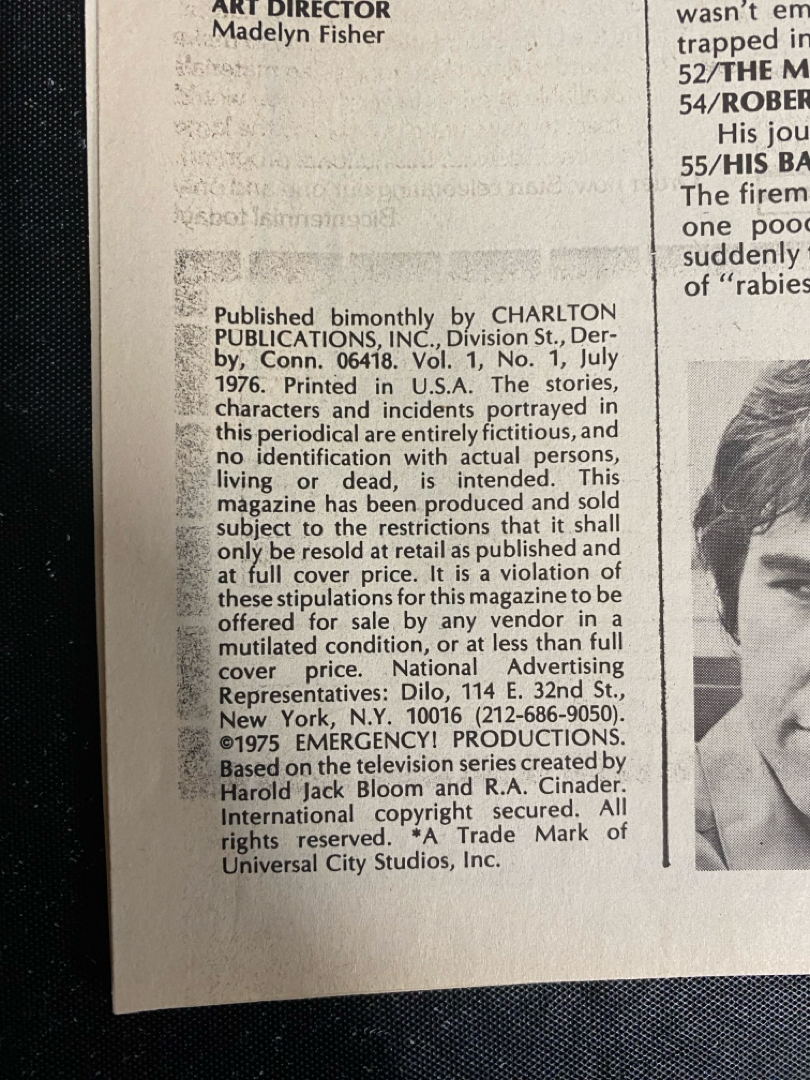 ART DIRECTOR
Madelyn Fisher
Published bimonthly by CHARLTON
PUBLICATIONS, INC., Division St., Der-
by, Conn. 06418. Vol. 1, No. 1, July
1976. Printed in U.S.A. The stories,
characters and incidents portrayed in
this periodical are entirely fictitious, and
no identification with actual persons,
living or dead, is intended. This
magazine has been produced and sold
subject to the restrictions that it shall
only be resold at retail as published and
at full cover price. It is a violation of
these stipulations for this magazine to be
offered for sale by any vendor in a
mutilated condition, or at less than full
cover price. National Advertising
Representatives: Dilo, 114 E. 32nd St.,
New York, N.Y. 10016 (212-686-9050).
©1975 EMERGENCY! PRODUCTIONS.
Based on the television series created by
Harold Jack Bloom and R.A. Cinader.
International copyright secured. All
rights reserved. *A Trade Mark of
Universal City Studios, Inc.
wasn't em
trapped in
52/THE M
54/ROBER
His jou
55/HIS BA
The firem
one pood
suddenly
of "rabies